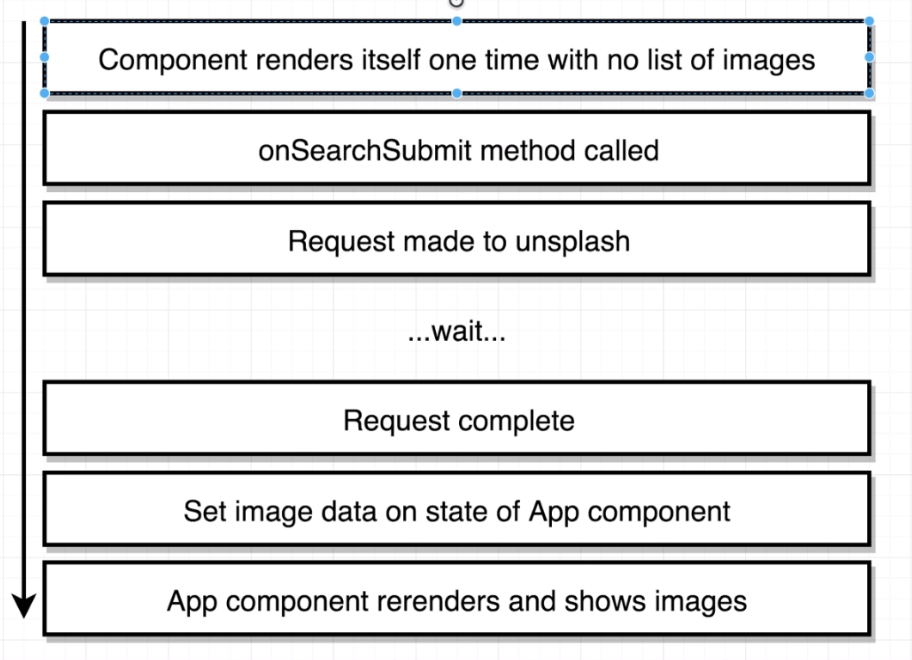 Component renders itself one time with no list of images
onSearchSubmit method called
Request made to unsplash
...wait...
Request complete
Set image data on state of App component
App component rerenders and shows images